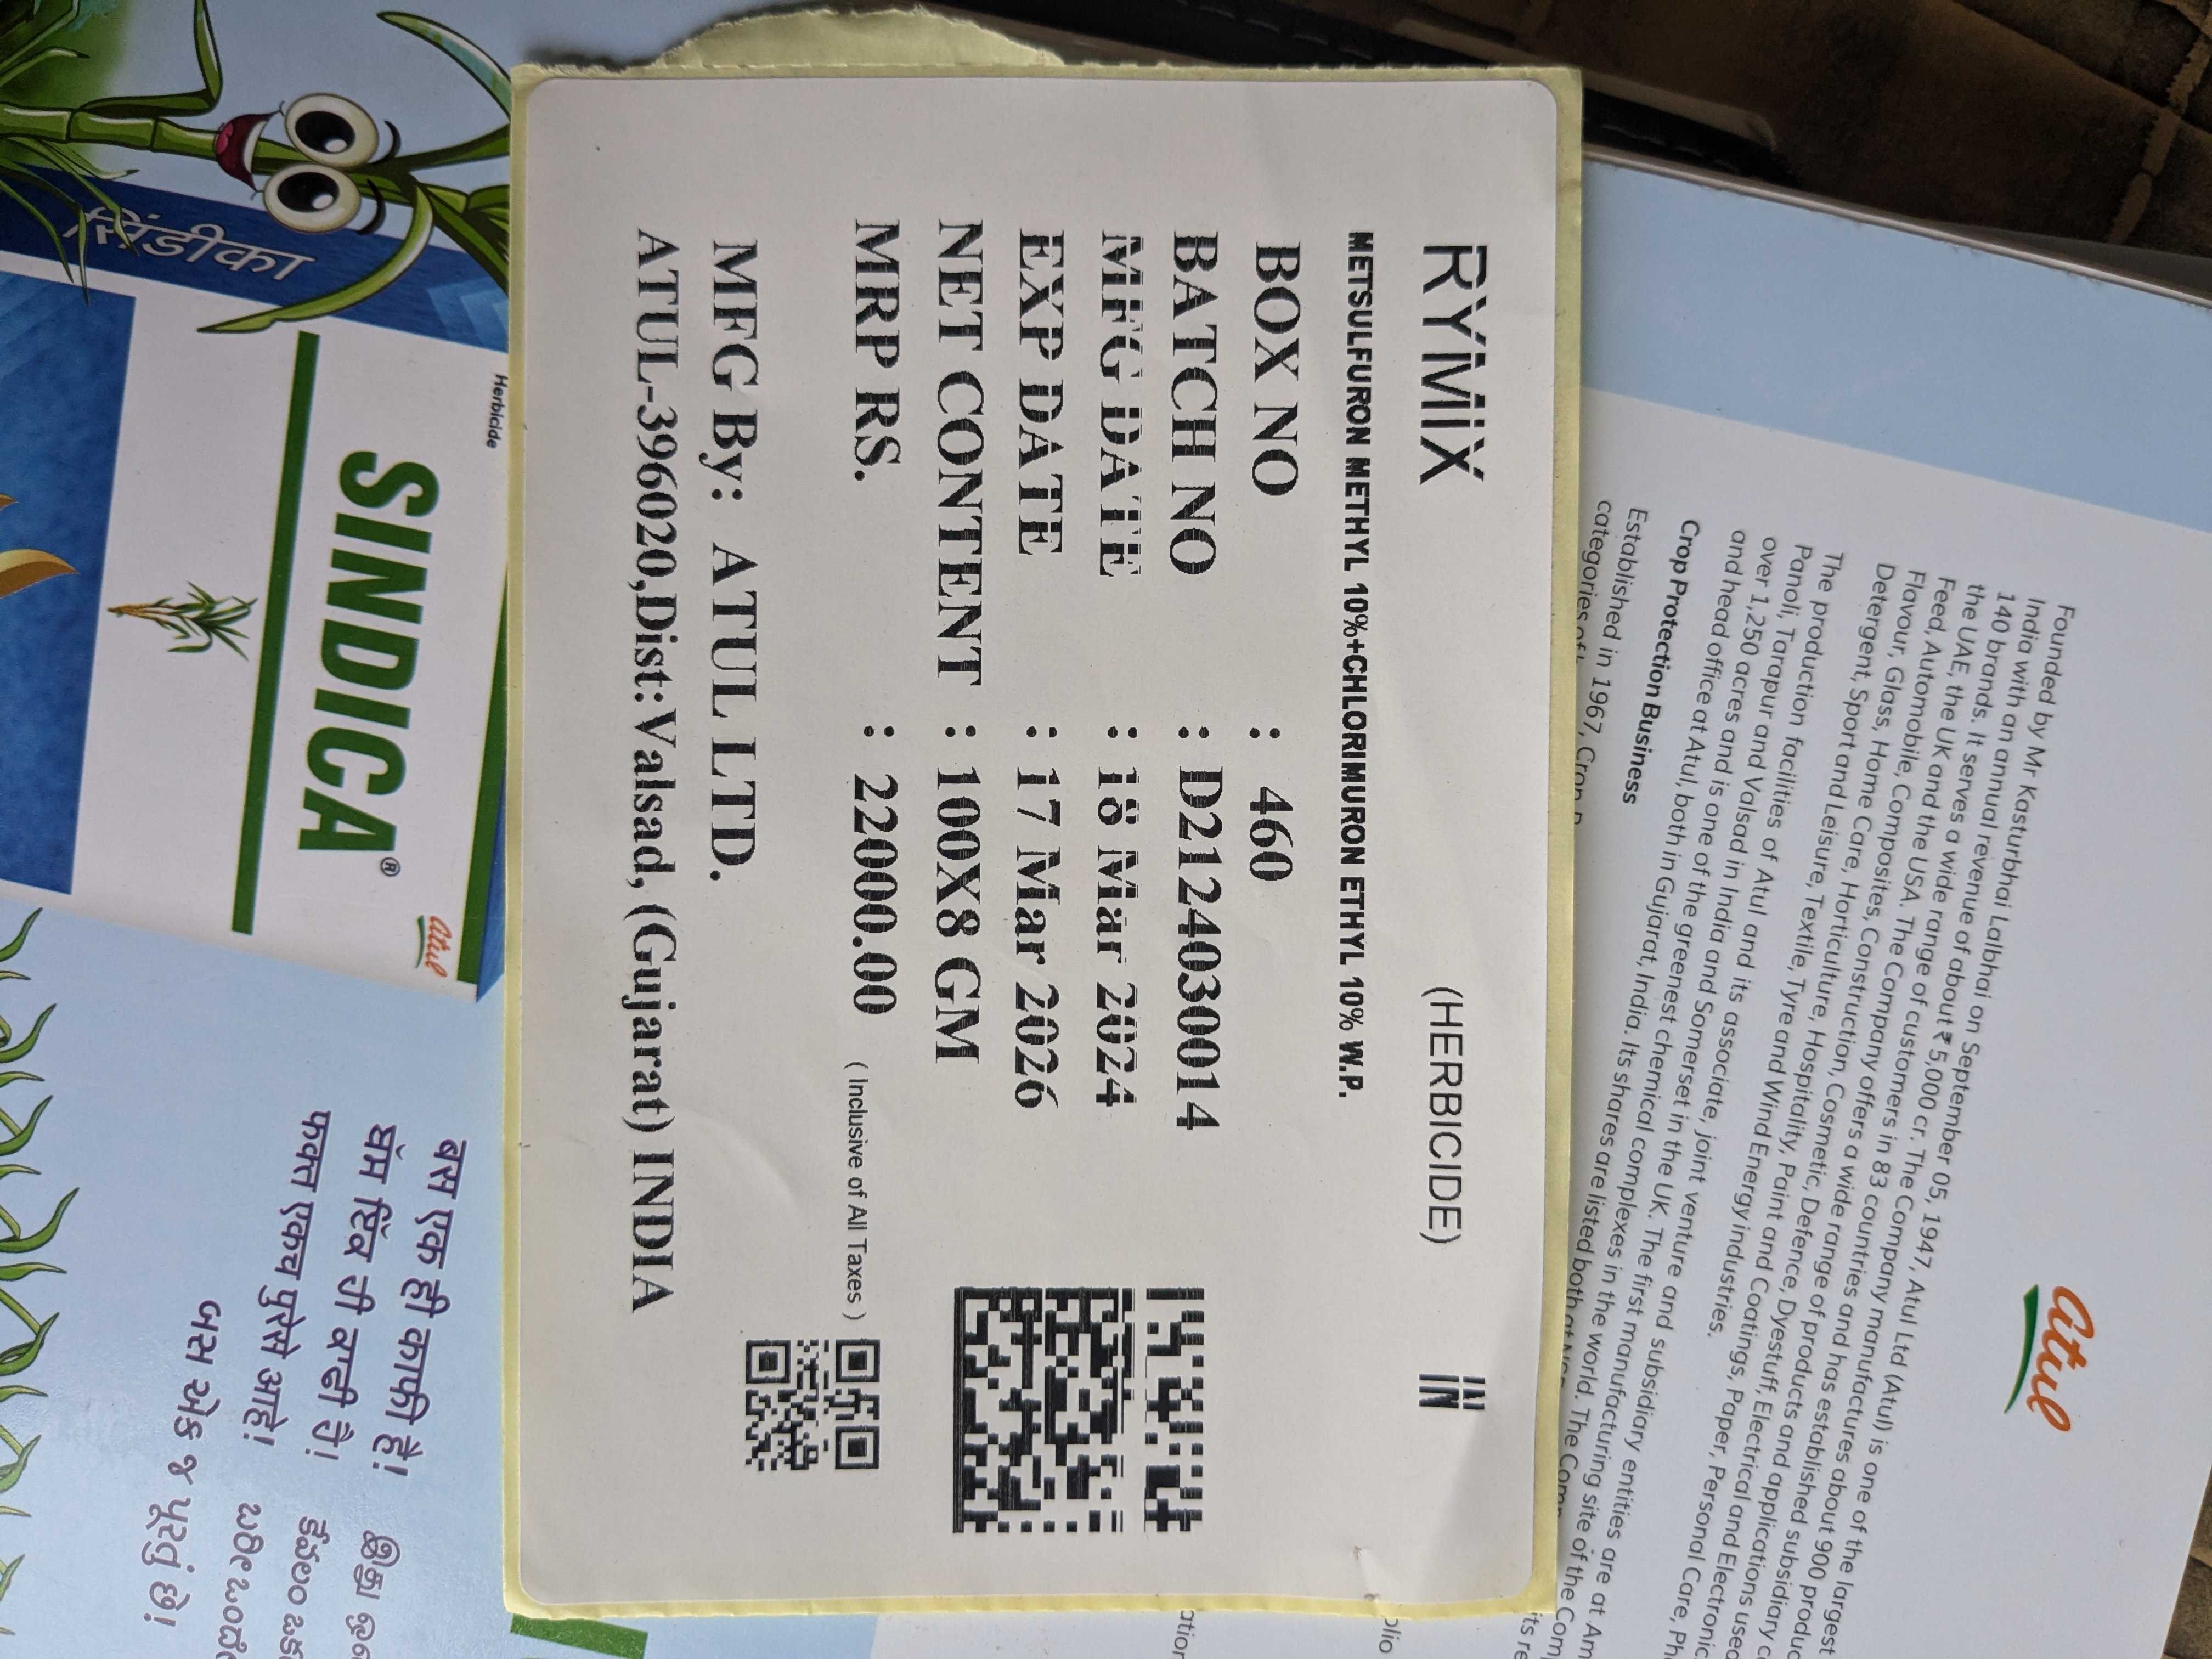 RYMIX (HERBICIDE) IN
METSULFURON METHYL 10%+CHLORIMURON ETHYL 10% W.P.
BOX NO : 460
BATCH NO : D2124030014
MFG DATE : 18 Mar 2024
EXP DATE : 17 Mar 2026
NET CONTENT : 100X8 GM
MRP RS. : 22000.00 ( Inclusive of All Taxes )
MFG By: ATUL LTD.
ATUL-396020,Dist:Valsad, (Gujarat) INDIA
atul
Founded by Mr Kasturbhai Lalbhai on September 05, 1947, Atul Ltd (Atul) is one of the largest
India with an annual revenue of about ₹ 5,000 cr. The Company manufactures about 900 produc
140 brands. It serves a wide range of customers in 83 countries and has established subsidiary c
the UAE, the UK and the USA. The Company offers a wide range of products and applications used
Feed, Automobile, Composites, Construction, Cosmetic, Defence, Dyestuff, Electrical and Electronic
Flavour, Glass, Home Care, Horticulture, Hospitality, Paint and Coatings, Paper, Personal Care, Ph
Detergent, Sport and Leisure, Textile, Tyre and Wind Energy industries.
The production facilities of Atul and its associate, joint venture and subsidiary entities are at
Panoli, Tarapur and Valsad in India and Somerset in the UK. The first manufacturing site of the Com
over 1,250 acres and is one of the greenest chemical complexes in the world. The
and head office at Atul, both in Gujarat, India. Its shares are listed both at
Crop Protection Business
Established in 1967,
categories of
Herbicide
सिंडीका
SINDICA®
atul
बस एक ही काफी है!
ਬੱਸ ਇੱਕ ਹੀ ਕਾਫੀ ਹੈ!
फक्त एकच पुरेसे आहे!
બસ એક જ પૂરતું છે!
இது